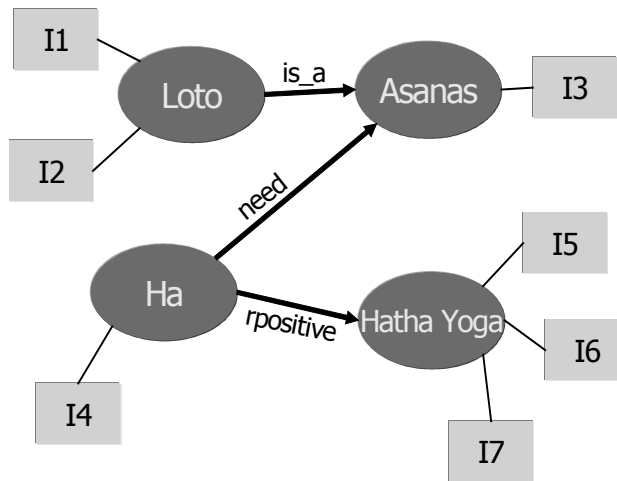 I1
is_a
Loto
Asanas
I3
I2
need
I5
Ha
rpositive
Hatha Yoga
I6
I4
I7